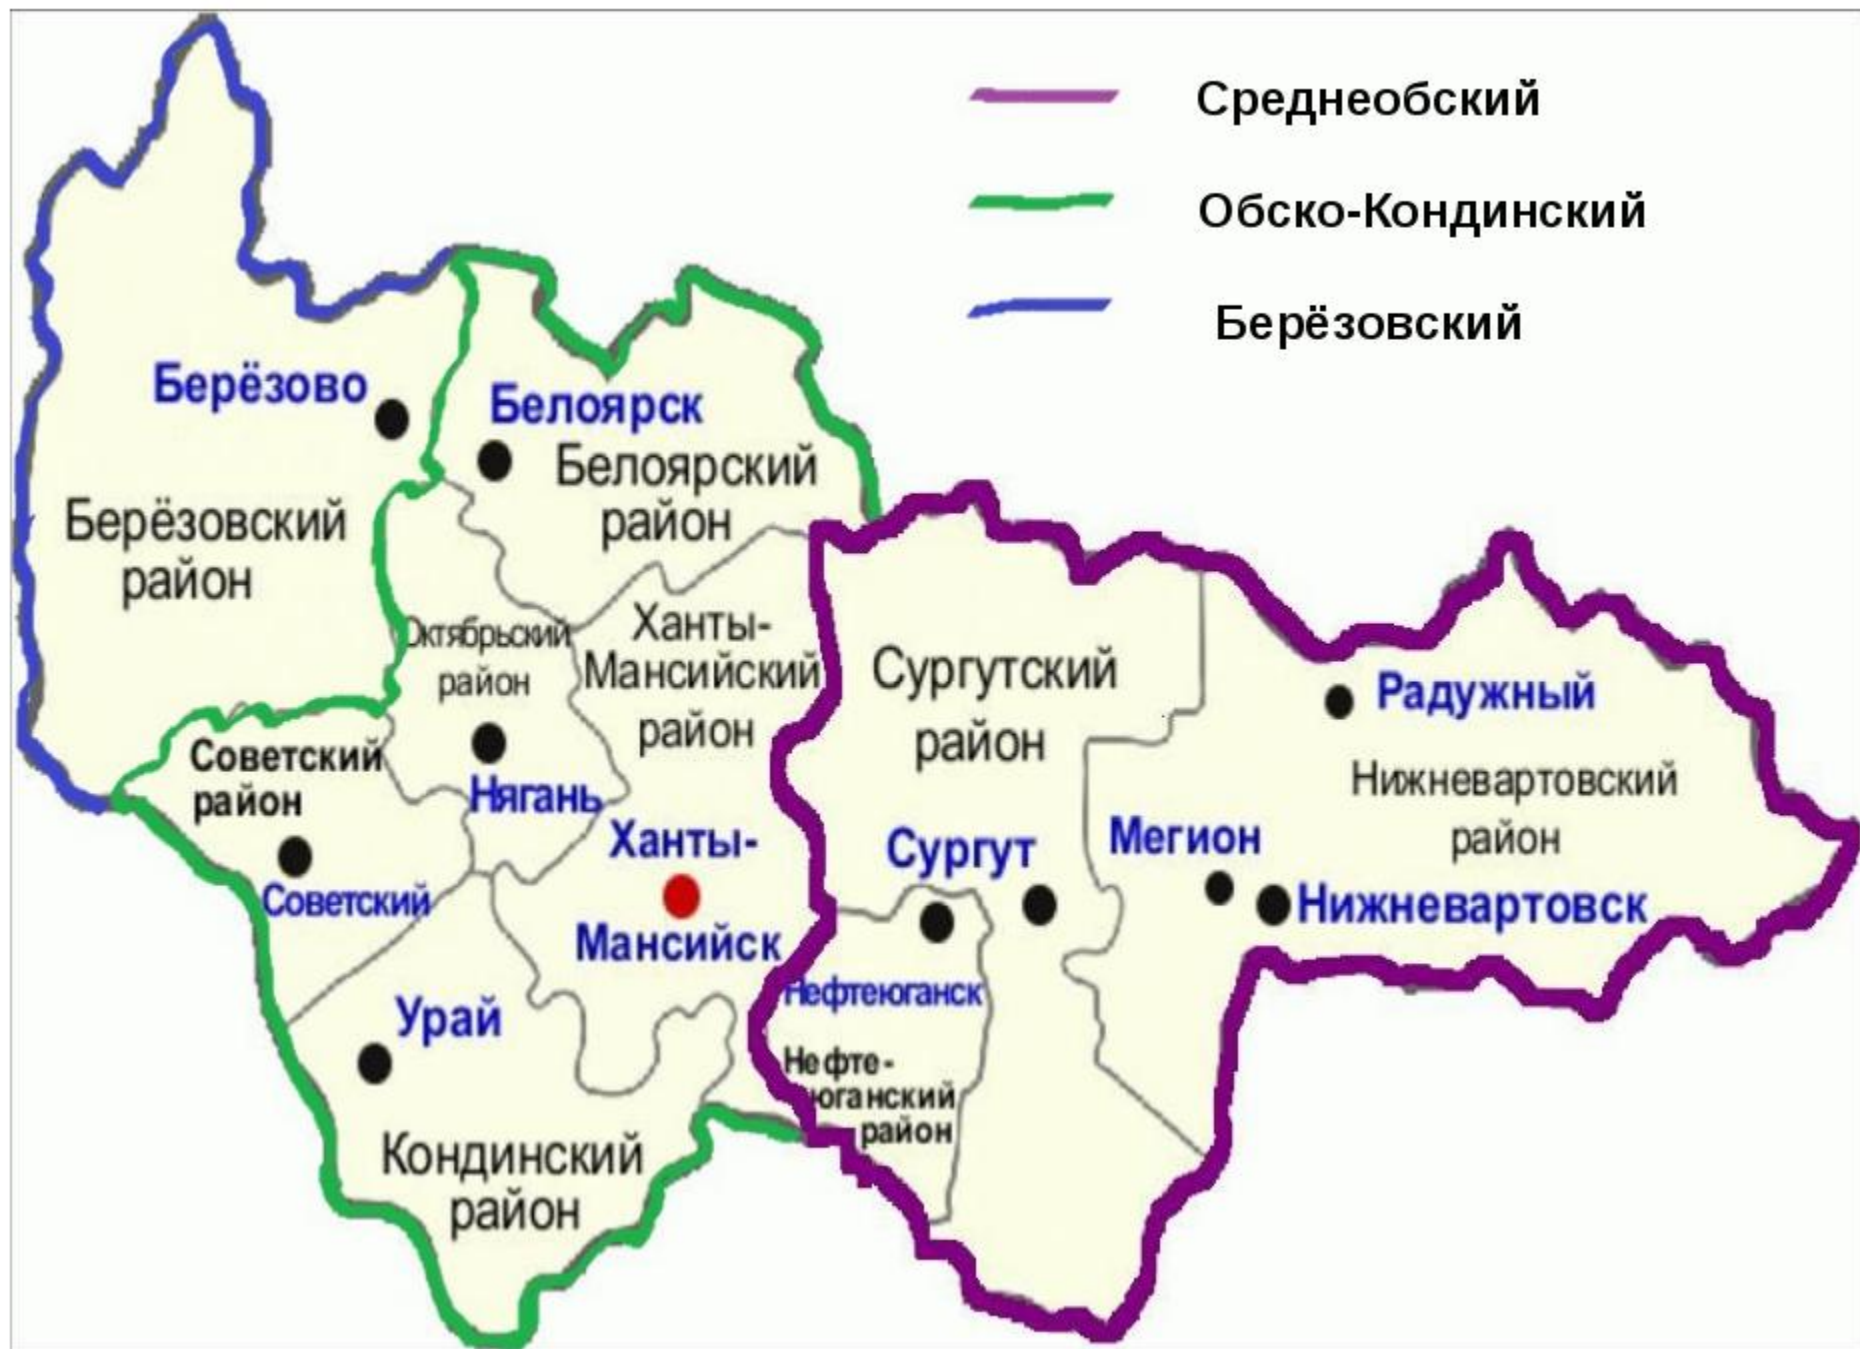 Среднеобский
Обско-Кондинский
Берёзовский
Берёзово
Берёзовский
район
Белоярск
Белоярский
район
Октябрьский
район
Нягань
Ханты-
Мансийский
район
Ханты-
Мансийск
Советский
район
Советский
Урай
Кондинский
район
Сургутский
район
Сургут
Нефтеюганск
Нефте-
юганский
район
Радужный
Нижневартовский
район
Мегион
Нижневартовск